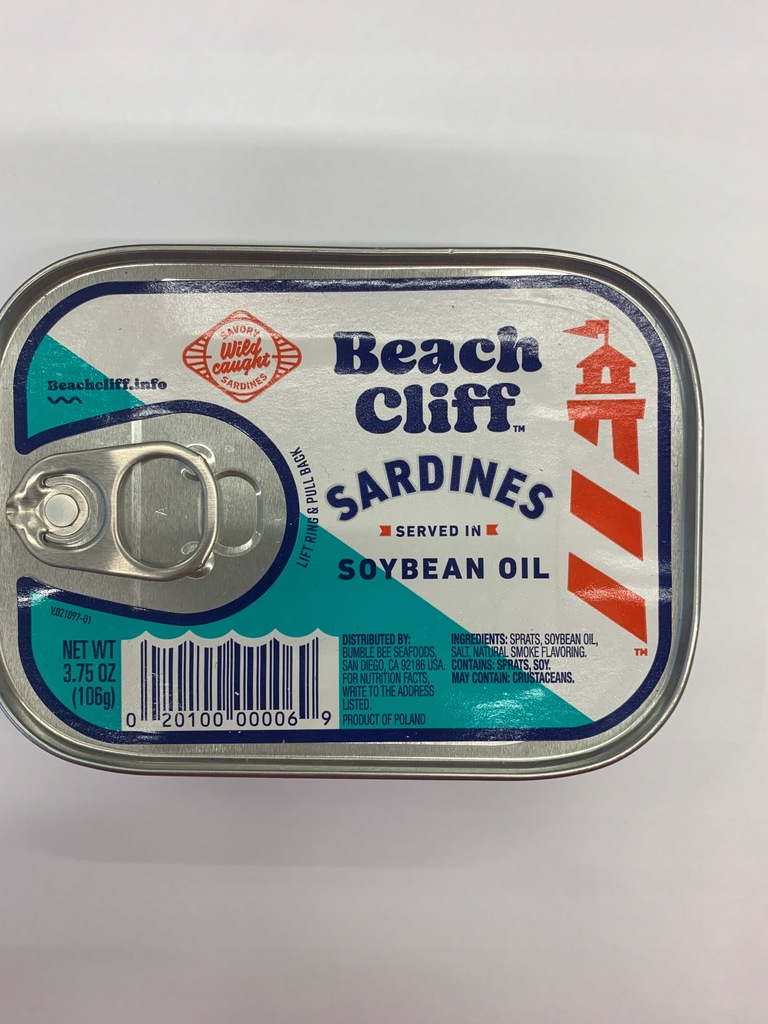 SAVORY
Wild
caught
SARDINES
Beach
Cliff™
Beachcliff.info
SARDINES
SERVED IN
SOYBEAN OIL
LIFT RING & PULL BACK
V.021097-01
NET WT
3.75 OZ
(106g)
0 20100 00006 9
DISTRIBUTED BY:
BUMBLE BEE SEAFOODS,
SAN DIEGO, CA 92186 USA.
FOR NUTRITION FACTS,
WRITE TO THE ADDRESS
LISTED.
PRODUCT OF POLAND
INGREDIENTS: SPRATS, SOYBEAN OIL,
SALT, NATURAL SMOKE FLAVORING.
CONTAINS: SPRATS, SOY.
MAY CONTAIN: CRUSTACEANS.
TM